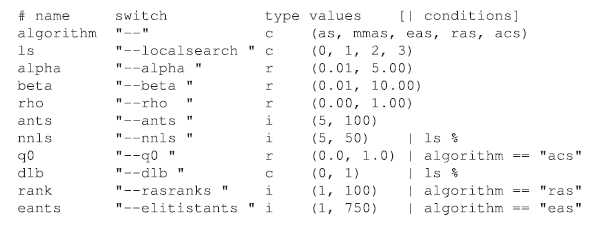 # name switch type values [| conditions]
algorithm "--" c (as, mmas, eas, ras, acs)
ls "--localsearch " c (0, 1, 2, 3)
alpha "--alpha " r (0.01, 5.00)
beta "--beta " r (0.01, 10.00)
rho "--rho " r (0.00, 1.00)
ants "--ants " i (5, 100)
nnls "--nnls " i (5, 50) | ls %
q0 "--q0 " r (0.0, 1.0) | algorithm == "acs"
dlb "--dlb " c (0, 1) | ls %
rank "--rasranks " i (1, 100) | algorithm == "ras"
eants "--elitistants " i (1, 750) | algorithm == "eas"